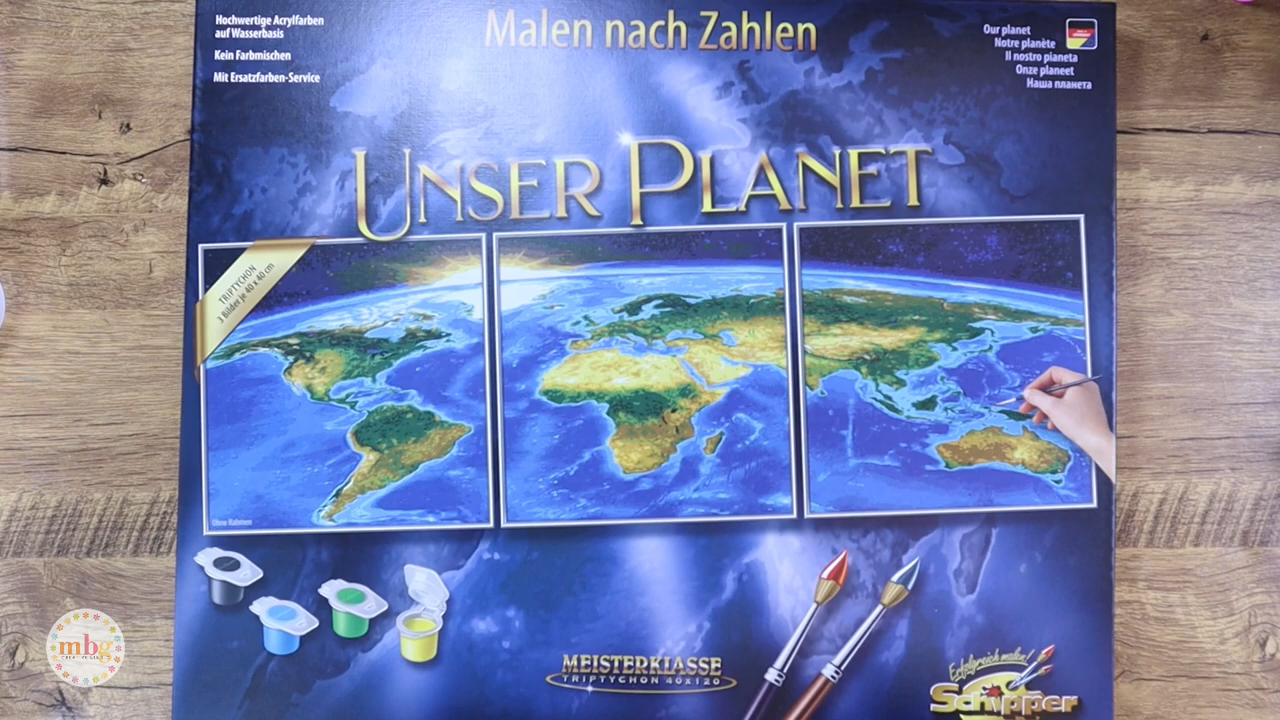 Hochwertige Acrylfarben
auf Wasserbasis
Kein Farbmischen
Mit Ersatzfarben-Service
Malen nach Zahlen
Our planet
Notre planète
Il nostro pianeta
Onze planeet
Наша планета
UNSER PLANET
TRIPTYCHON
3 Bilder je 40 x 40 cm
Ohne Rahmen
MEISTERKLASSE
TRIPTYCHON 40x120
Erfolgreich malen!
Schipper
mbg